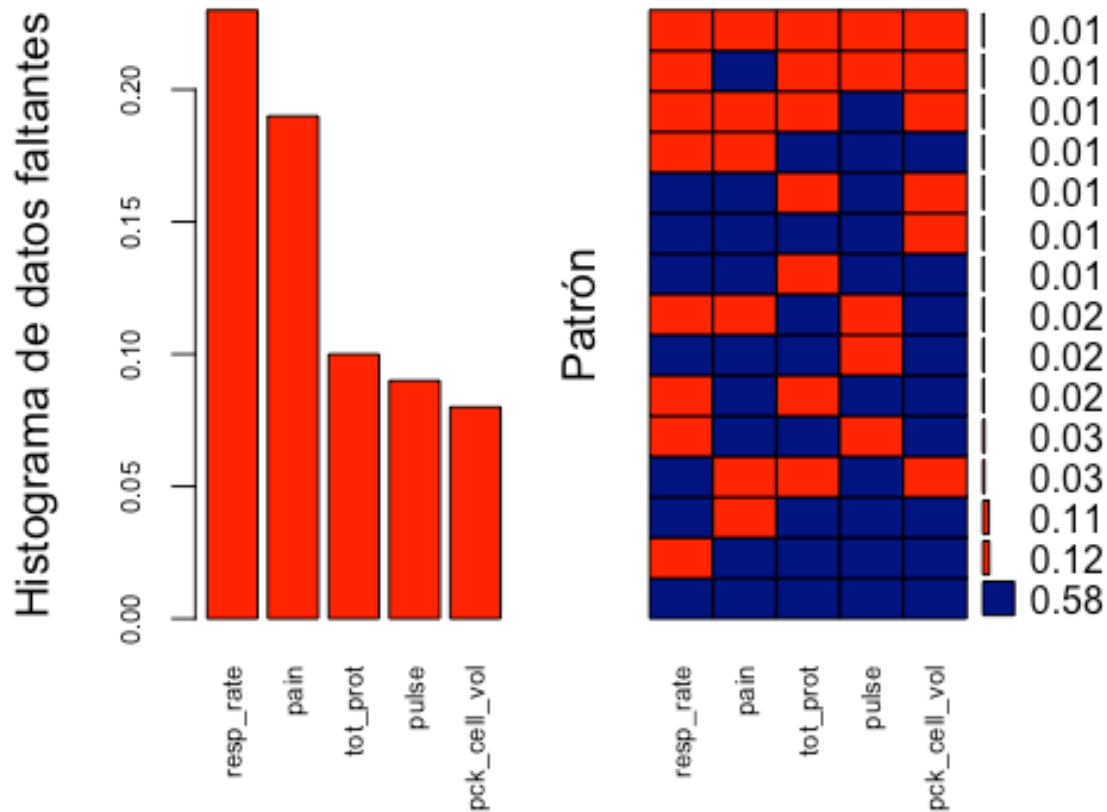 Histograma de datos faltantes
0.20
0.15
0.10
0.05
0.00
resp_rate
pain
tot_prot
pulse
pck_cell_vol
Patrón
0.01
0.01
0.01
0.01
0.01
0.01
0.01
0.02
0.02
0.02
0.03
0.03
0.11
0.12
0.58
resp_rate
pain
tot_prot
pulse
pck_cell_vol